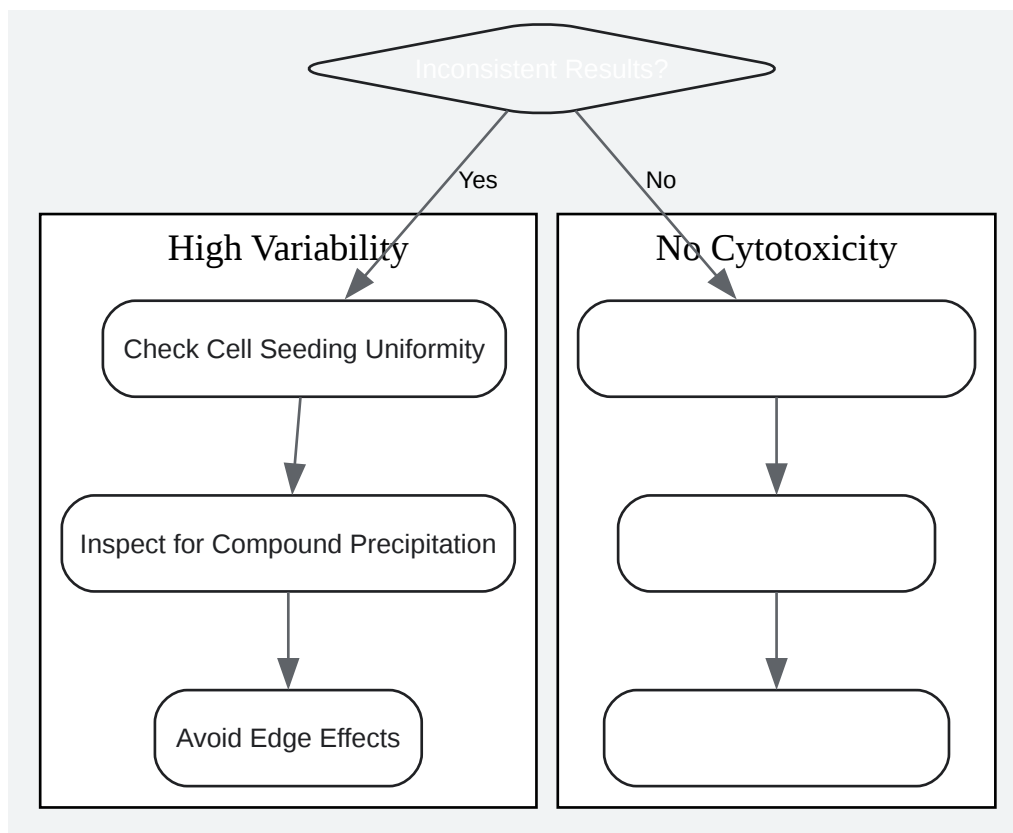 Inconsistent Results?
Yes
No
High Variability
No Cytotoxicity
Check Cell Seeding Uniformity
Inspect for Compound Precipitation
Avoid Edge Effects